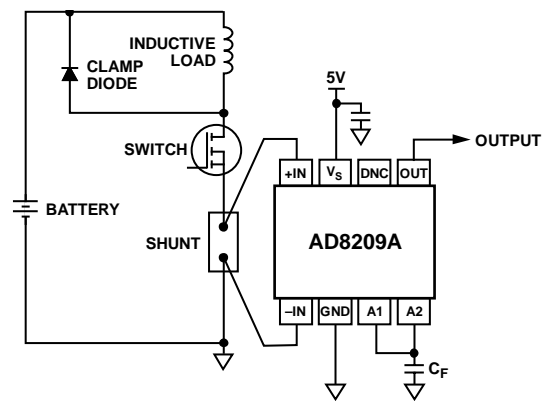 INDUCTIVE
LOAD
CLAMP
DIODE
5V
OUTPUT
SWITCH
+IN
VS
DNC
OUT
BATTERY
SHUNT
AD8209A
–IN
GND
A1
A2
CF